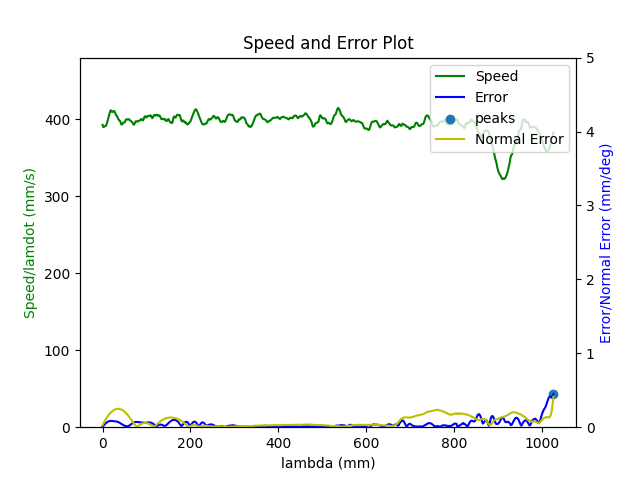 Speed and Error Plot
Speed/lamdot (mm/s)
400
300
200
100
0
Speed
Error
peaks
Normal Error
5
4
3
2
1
0
Error/Normal Error (mm/deg)
0 200 400 600 800 1000
lambda (mm)